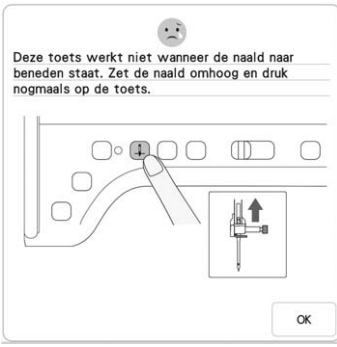 Deze toets werkt niet wanneer de naald naar
beneden staat. Zet de naald omhoog en druk
nogmaals op de toets.
OK